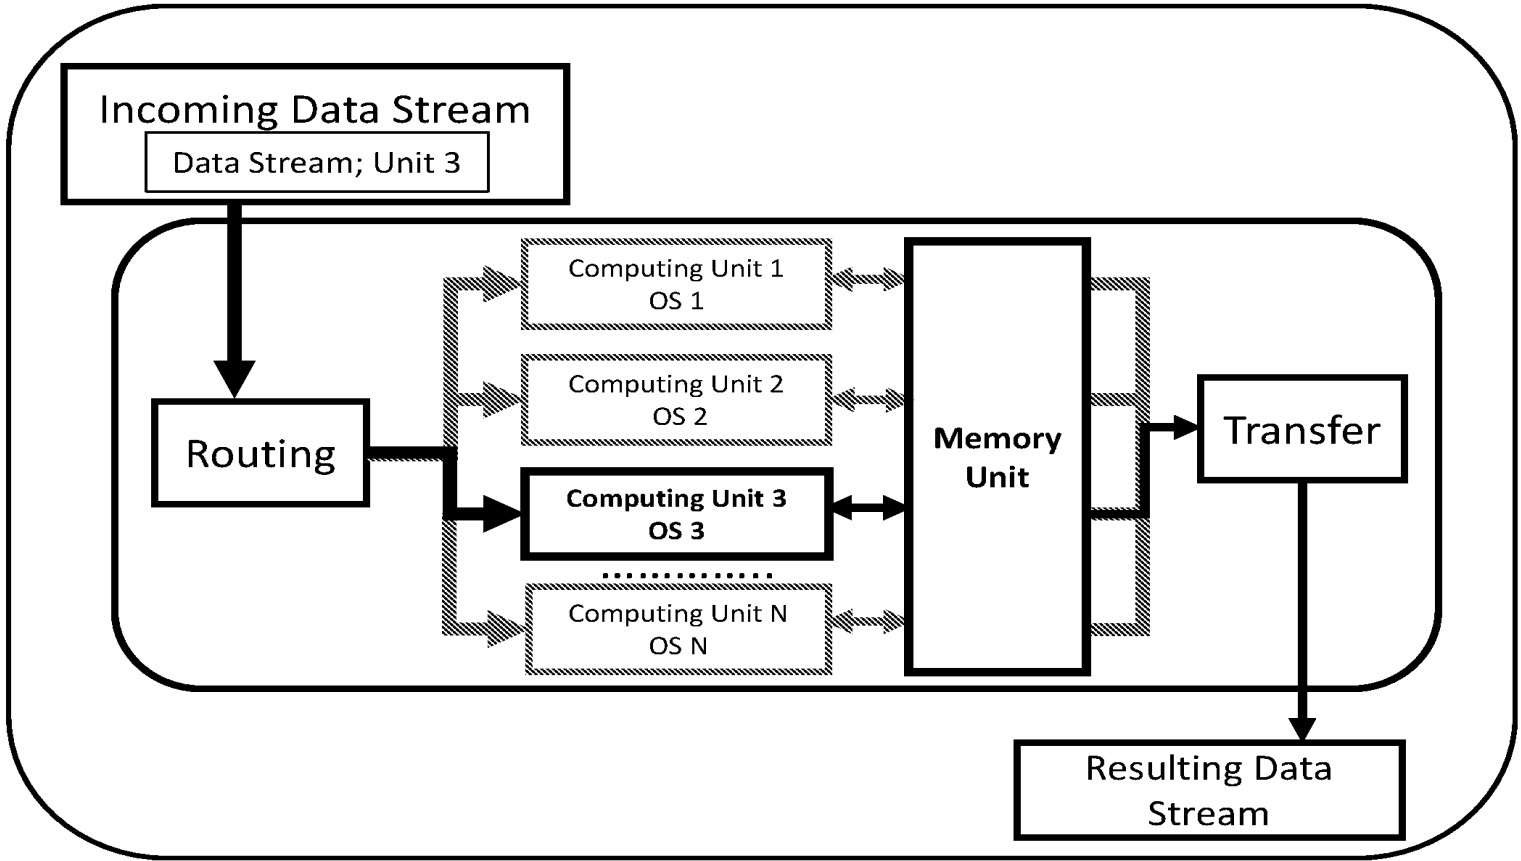 Incoming Data Stream
Data Stream; Unit 3
Routing
Computing Unit 1
OS 1
Computing Unit 2
OS 2
Computing Unit 3
OS 3
..............
Computing Unit N
OS N
Memory
Unit
Transfer
Resulting Data
Stream